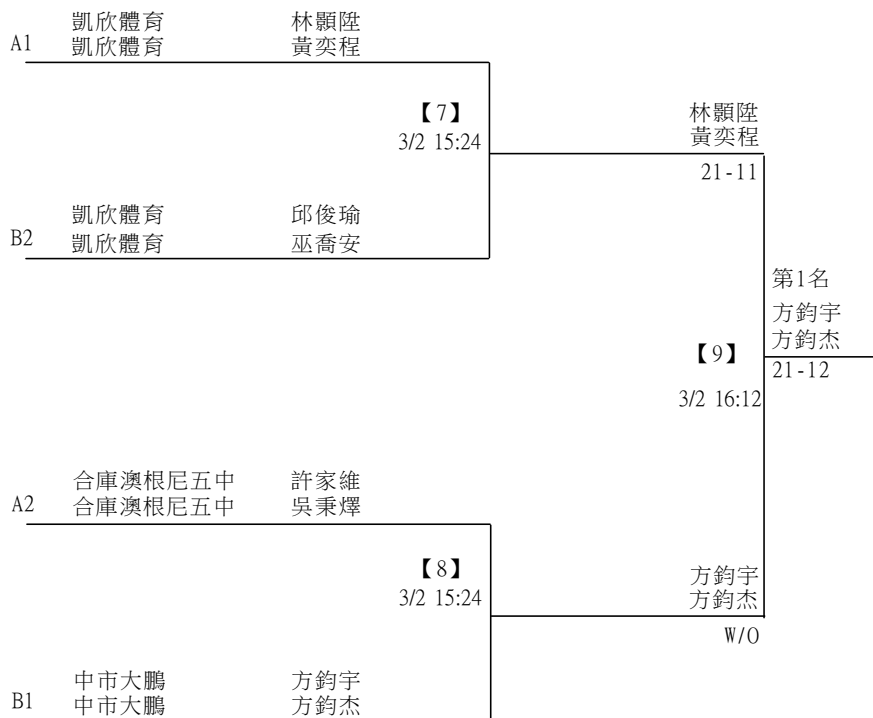 凱欣體育 林顥陞
A1 凱欣體育 黃奕程
【7】
3/2 15:24
林顥陞
黃奕程
21-11
凱欣體育 邱俊瑜
B2 凱欣體育 巫喬安
第1名
方鈞宇
方鈞杰
21-12
【9】
3/2 16:12
合庫澳根尼五中 許家維
A2 合庫澳根尼五中 吳秉燡
【8】
3/2 15:24
方鈞宇
方鈞杰
W/O
中市大鵬 方鈞宇
B1 中市大鵬 方鈞杰